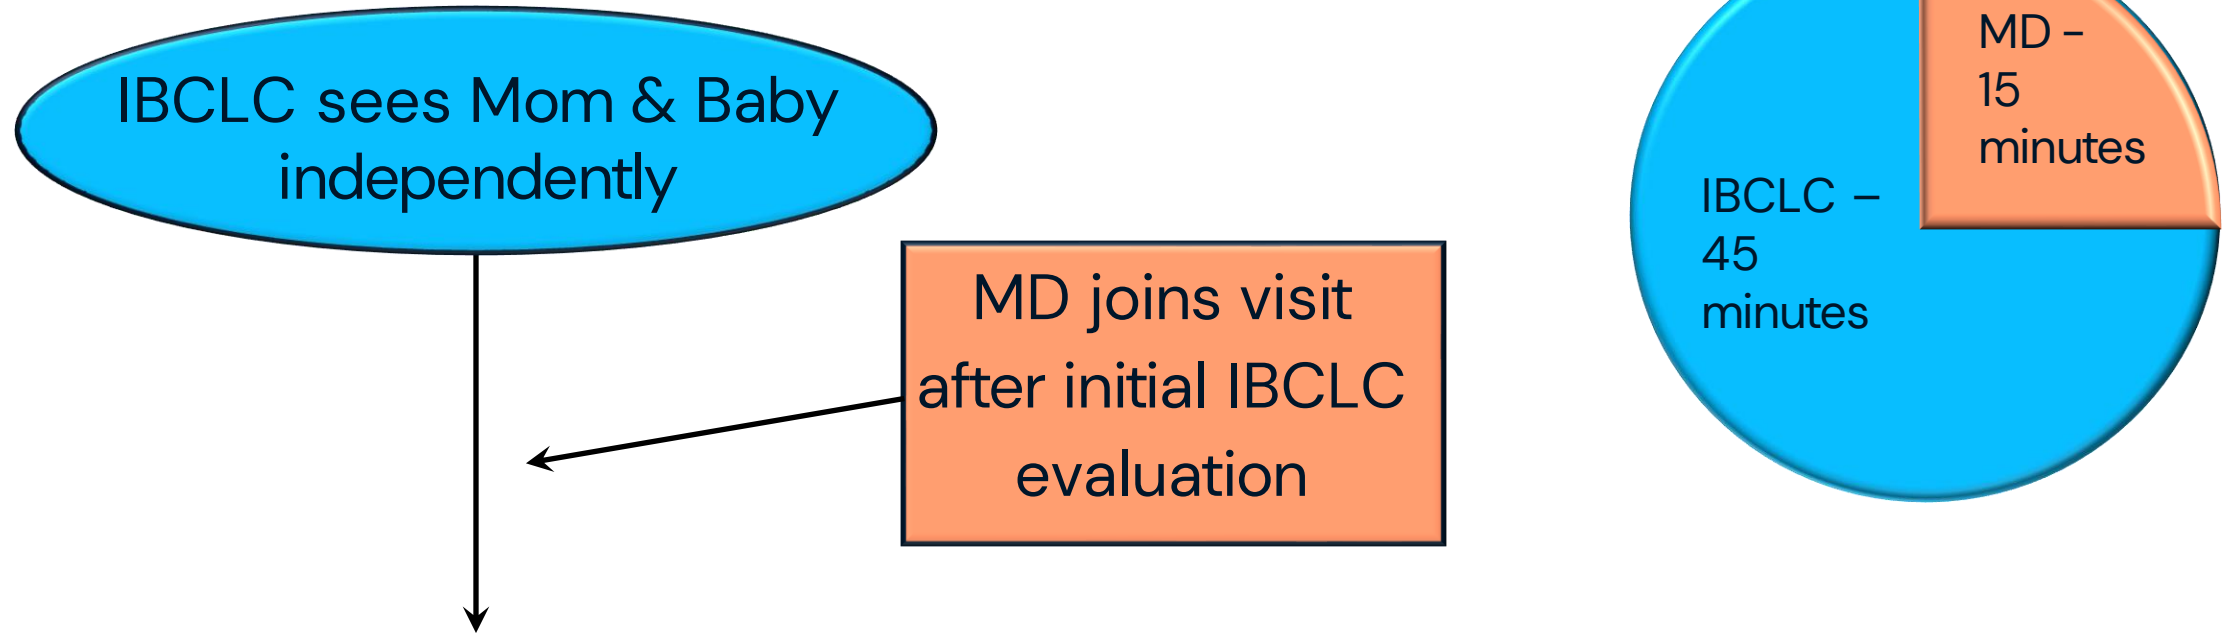 IBCLC sees Mom & Baby
independently
MD joins visit
after initial IBCLC
evaluation
MD -
15
minutes
IBCLC –
45
minutes